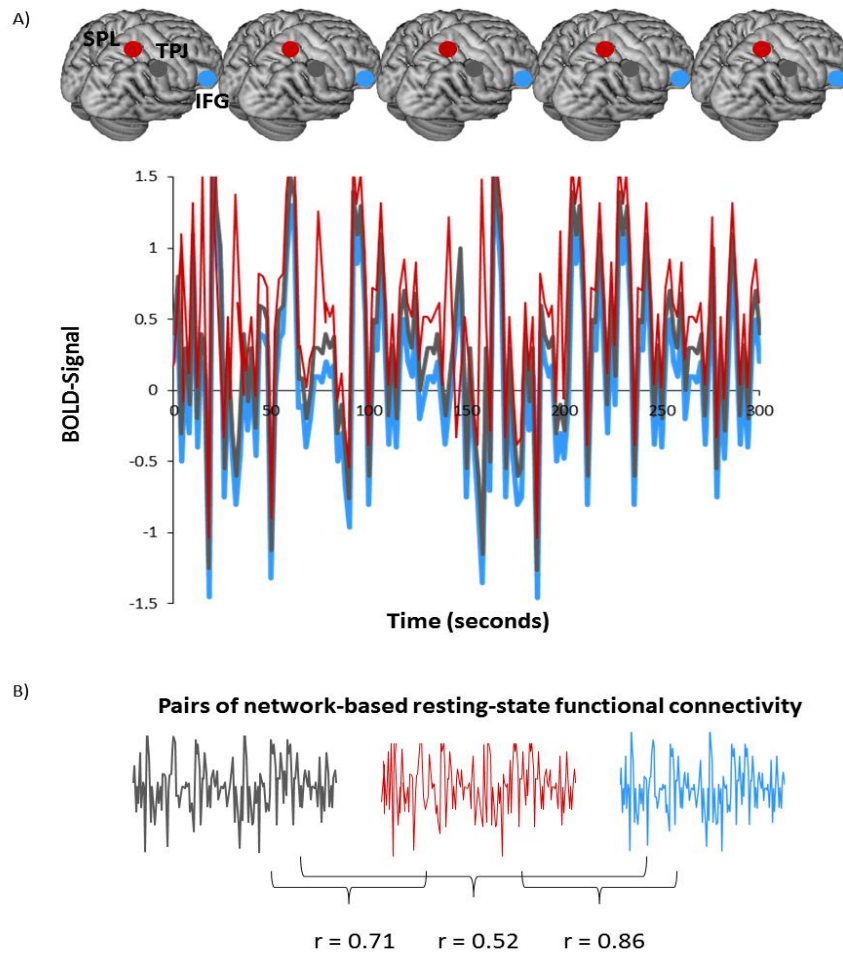 A)
SPL
TPJ
IFG
1.5
1
0.5
0
-0.5
-1
-1.5
BOLD-Signal
0 50 100 150 200 250 300
Time (seconds)
B)
Pairs of network-based resting-state functional connectivity
r = 0.71 r = 0.52 r = 0.86